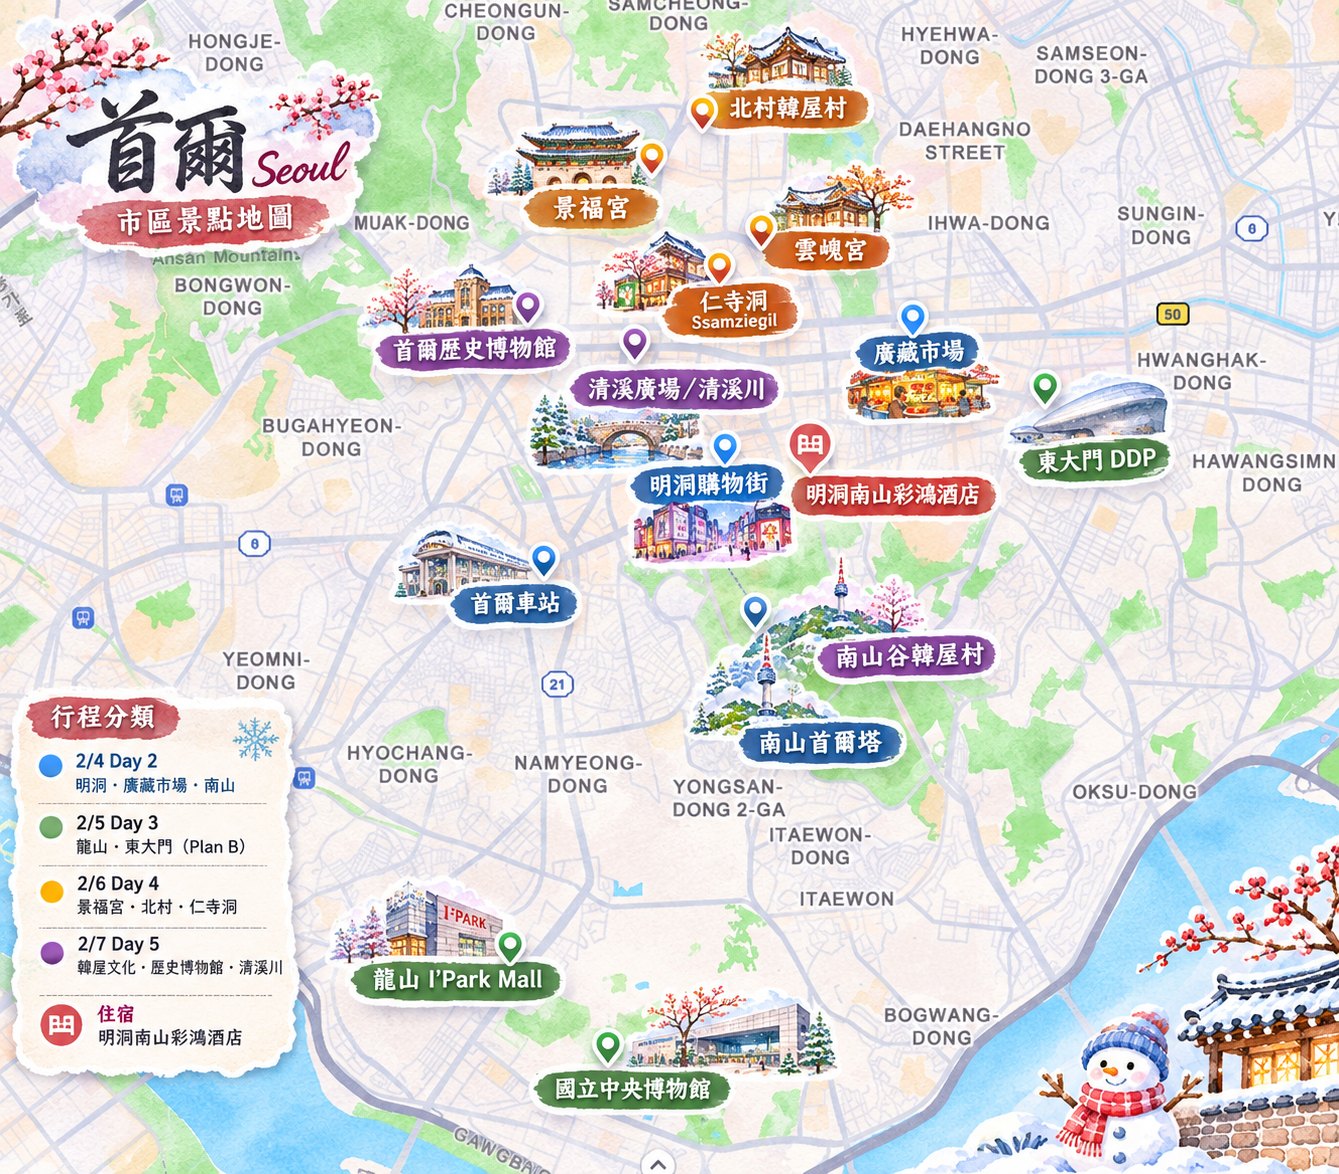 CHEONGUN-
DONG
SAMCHEONG-
DONG
HONGJE-
DONG
HYEHWA-
DONG
SAMSEON-
DONG 3-GA
首爾 Seoul
市區景點地圖
北村韓屋村
DAEHANGNO
STREET
景福宮
MUAK-DONG
雲峴宮
IHWA-DONG
SUNGIN-
DONG
6
Ansan Mountain
BONGWON-
DONG
仁寺洞
Ssamziegil
50
首爾歷史博物館
廣藏市場
HWANGHAK-
DONG
清溪廣場/清溪川
BUGAHYEON-
DONG
東大門 DDP
HAWANGSIMN
DONG
明洞購物街
明洞南山彩鴻酒店
6
首爾車站
南山谷韓屋村
YEOMNI-
DONG
21
南山首爾塔
行程分類
2/4 Day 2
明洞・廣藏市場・南山
2/5 Day 3
龍山・東大門（Plan B）
2/6 Day 4
景福宮・北村・仁寺洞
2/7 Day 5
韓屋文化・歷史博物館・清溪川
住宿
明洞南山彩鴻酒店
HYOCHANG-
DONG
NAMYEONG-
DONG
YONGSAN-
DONG 2-GA
OKSU-DONG
ITAEWON-
DONG
ITAEWON
I'PARK
龍山 I'Park Mall
BOGWANG-
DONG
國立中央博物館